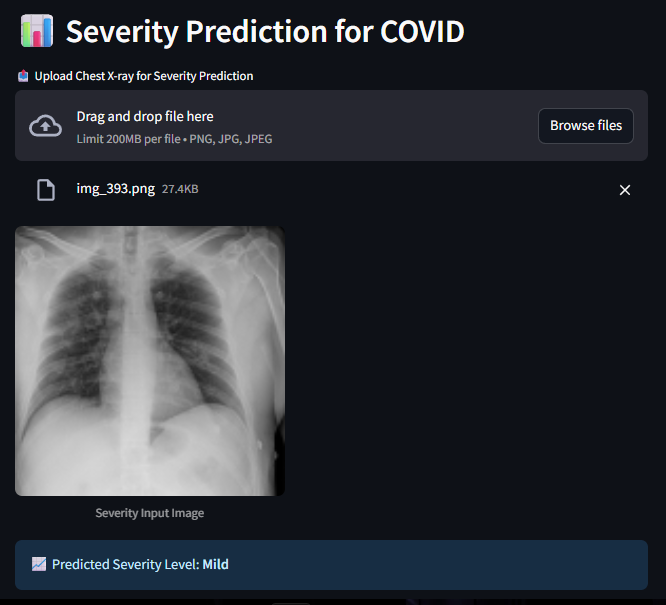 Severity Prediction for COVID
Upload Chest X-ray for Severity Prediction
Drag and drop file here
Limit 200MB per file • PNG, JPG, JPEG
Browse files
img_393.png 27.4KB
Severity Input Image
Predicted Severity Level: Mild